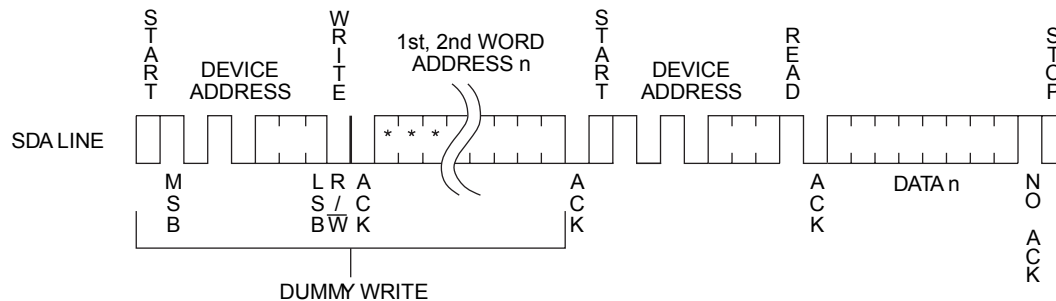 START
WRITE
1st, 2nd WORD
ADDRESS n
START
READ
STOP
DEVICE
ADDRESS
DEVICE
ADDRESS
SDA LINE
* * *
MSB
LSB
R/W
ACK
ACK
ACK
DATA n
NO ACK
DUMMY WRITE